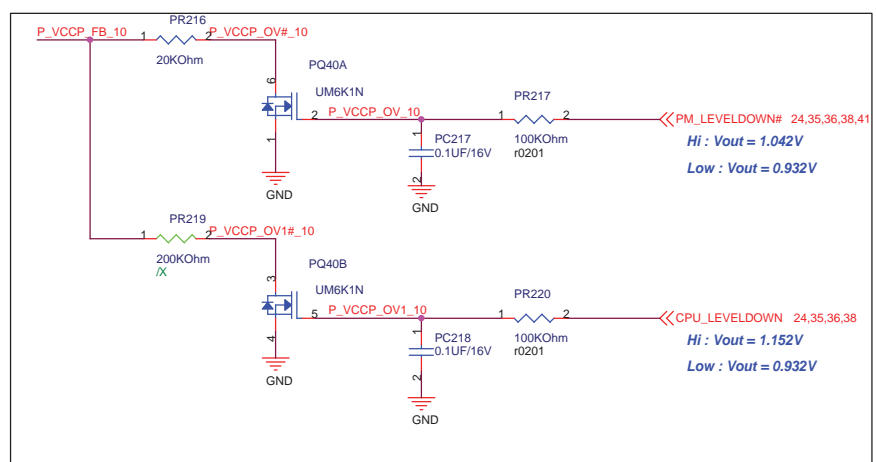 PR216
P_VCCP_FB_10
1
2
P_VCCP_OV#_10
20KOhm
PQ40A
6
UM6K1N
2
P_VCCP_OV_10
1
PR217
2
PM_LEVELDOWN# 24,35,36,38,41
1
1
PC217
0.1UF/16V
100KOhm
r0201
Hi : Vout = 1.042V
Low : Vout = 0.932V
2
GND
GND
PR219
1
2
P_VCCP_OV1#_10
200KOhm
/X
PQ40B
3
UM6K1N
5
P_VCCP_OV1_10
1
PR220
2
CPU_LEVELDOWN 24,35,36,38
4
1
PC218
0.1UF/16V
100KOhm
r0201
Hi : Vout = 1.152V
Low : Vout = 0.932V
2
GND
GND